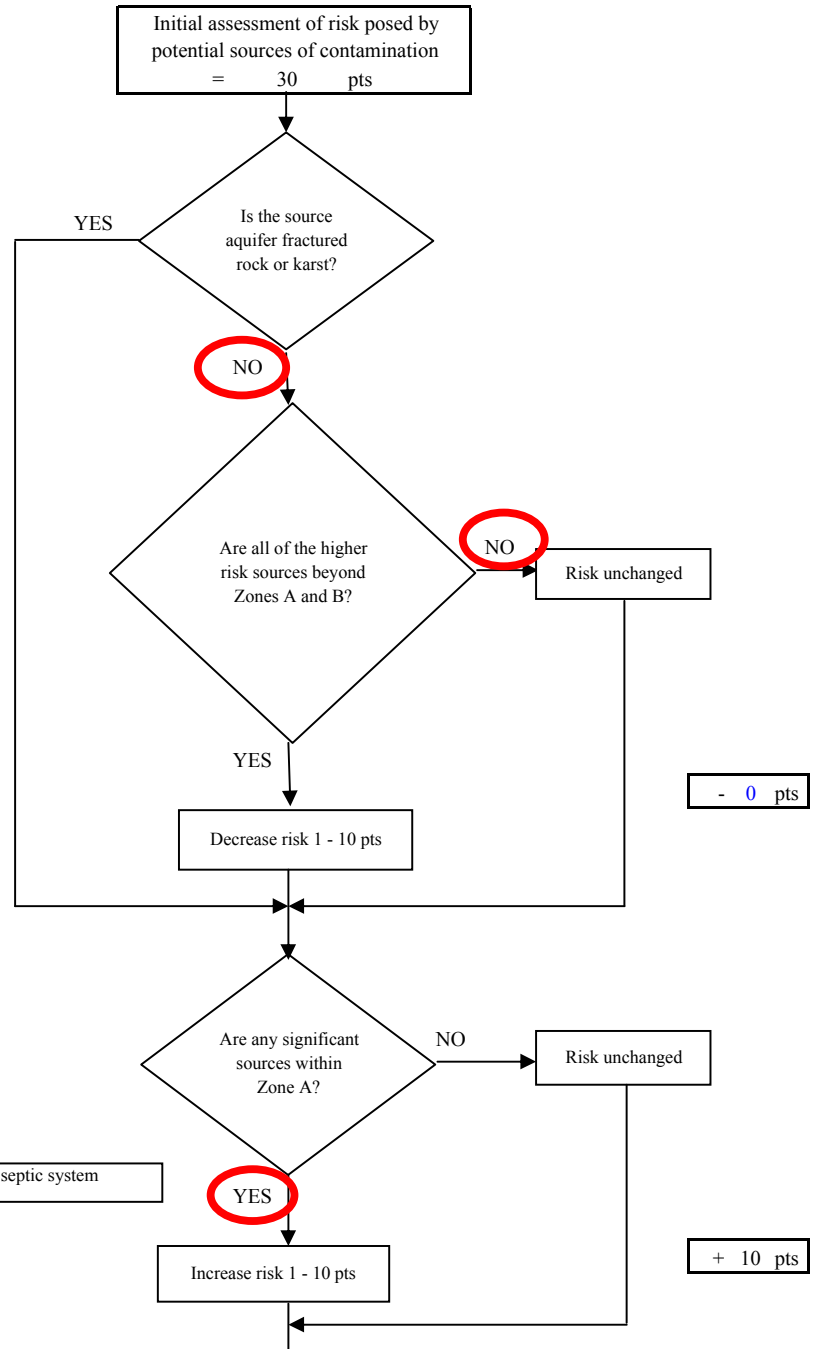 Initial assessment of risk posed by
potential sources of contamination
= 30 pts
YES
Is the source
aquifer fractured
rock or karst?
NO
Are all of the higher
risk sources beyond
Zones A and B?
NO
Risk unchanged
YES
- 0 pts
Decrease risk 1 - 10 pts
Are any significant
sources within
Zone A?
NO
Risk unchanged
septic system
YES
+ 10 pts
Increase risk 1 - 10 pts